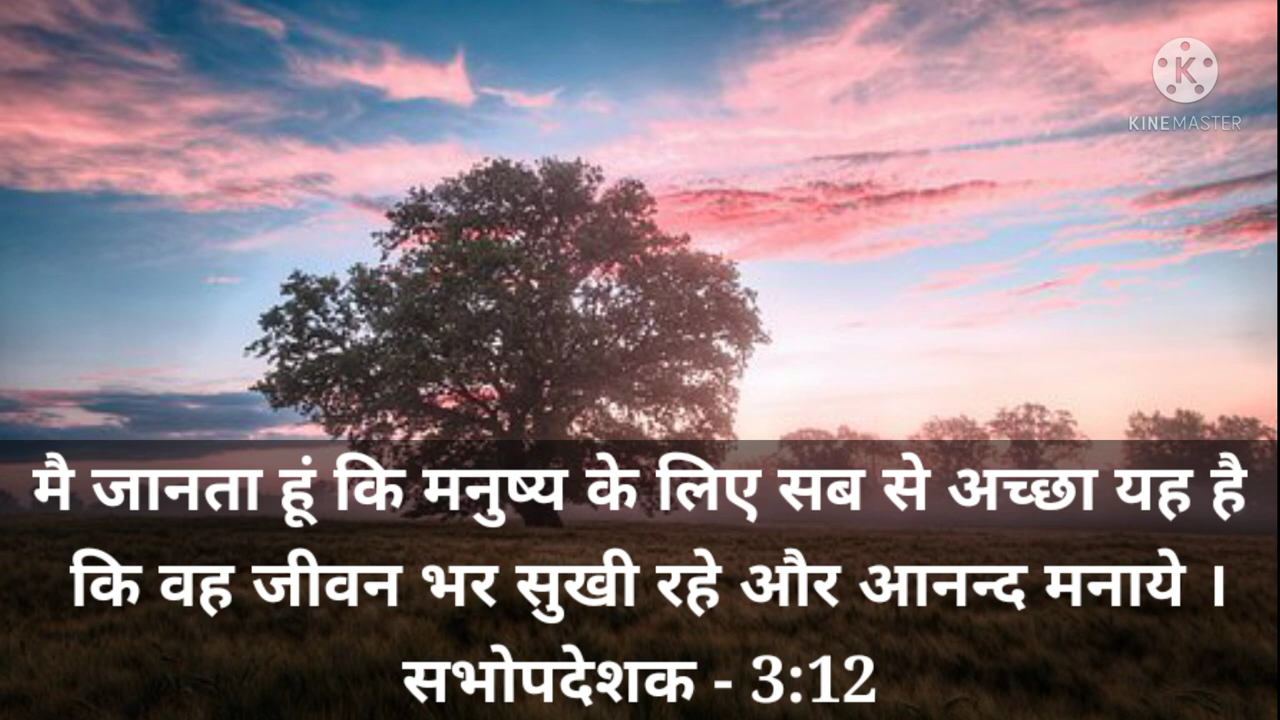 KINEMASTER
मै जानता हूं कि मनुष्य के लिए सब से अच्छा यह है
कि वह जीवन भर सुखी रहे और आनन्द मनाये ।
सभोपदेशक - 3:12